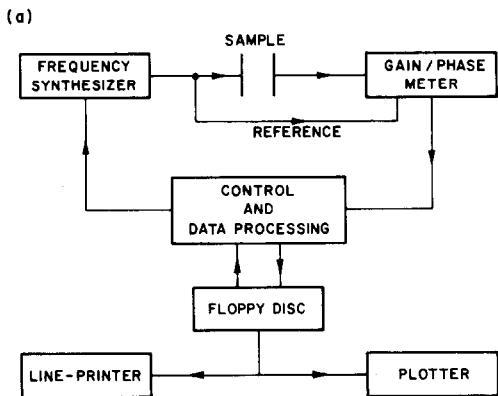 (a)
SAMPLE
FREQUENCY
SYNTHESIZER
GAIN/PHASE
METER
REFERENCE
CONTROL
AND
DATA PROCESSING
FLOPPY DISC
LINE-PRINTER
PLOTTER